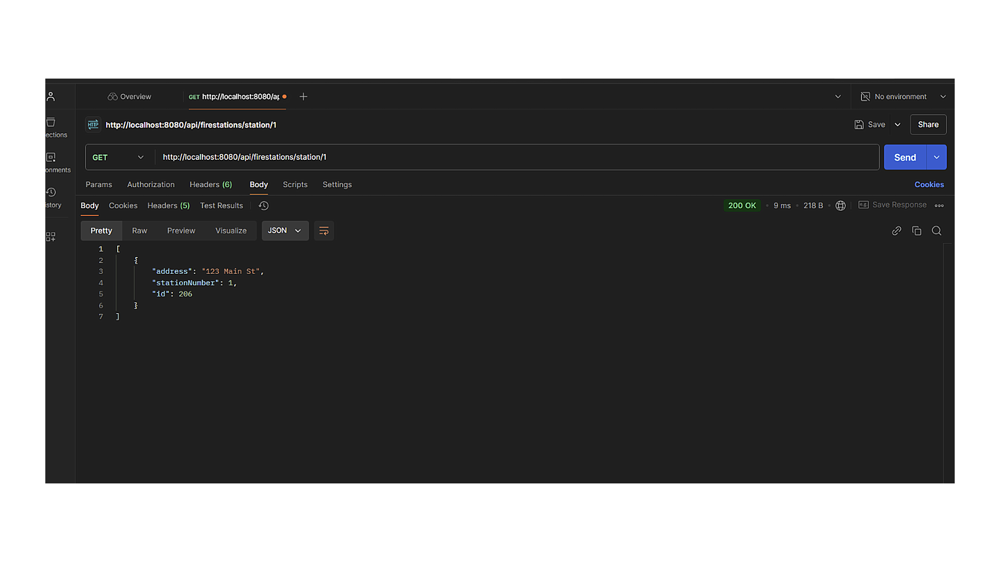 Overview
GET http://localhost:8080/ap
No environment
HTTP http://localhost:8080/api/firestations/station/1
Save
Share
ections
GET http://localhost:8080/api/firestations/station/1
Send
onments
Params Authorization Headers (6) Body Scripts Settings
Cookies
istory
Body Cookies Headers (5) Test Results
200 OK • 9 ms • 218 B
e.g. Save Response
Pretty Raw Preview Visualize JSON
1 [
2 {
3 "address": "123 Main St",
4 "stationNumber": 1,
5 "id": 206
6 }
7 ]